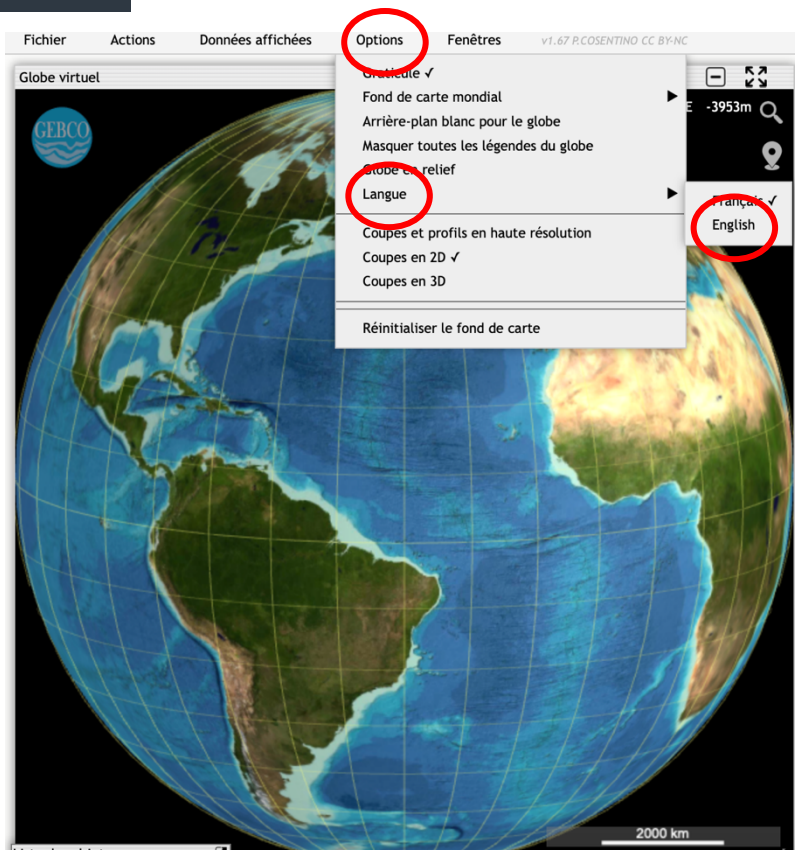 Fichier Actions Données affichées Options Fenêtres v1.67 P.COSENTINO CC BY-NC
Globe virtuel
GEBCO
E -3953m
Graticule ✓
Fond de carte mondial ▶
Arrière-plan blanc pour le globe
Masquer toutes les légendes du globe
Globe en relief
Langue ▶
Français ✓
English
Coupes et profils en haute résolution
Coupes en 2D ✓
Coupes en 3D
Réinitialiser le fond de carte
2000 km